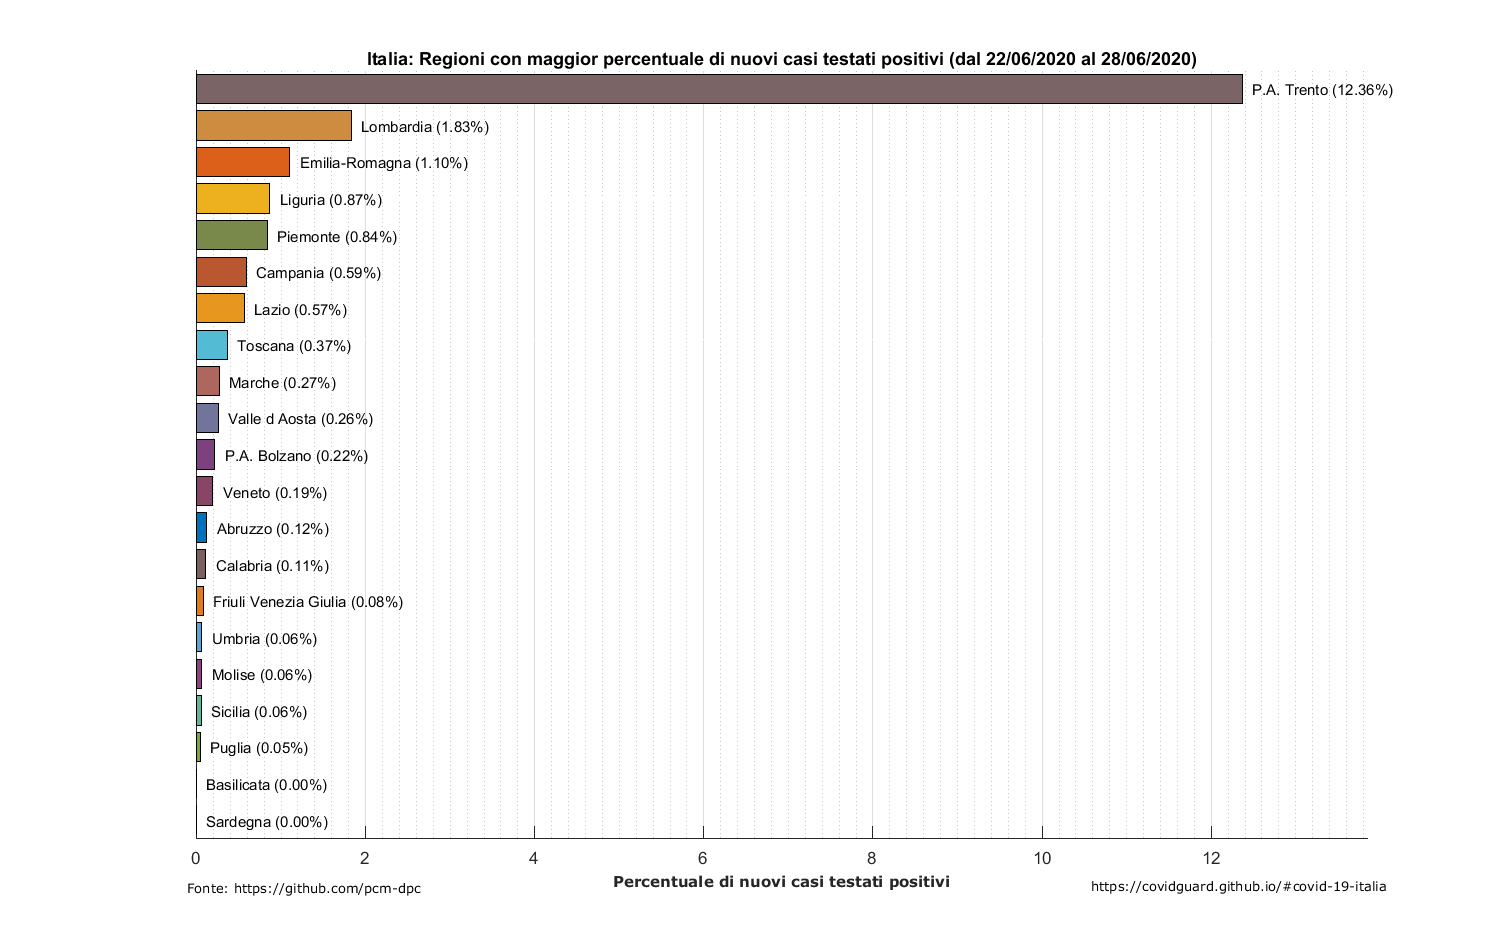 Italia: Regioni con maggior percentuale di nuovi casi testati positivi (dal 22/06/2020 al 28/06/2020)
P.A. Trento (12.36%)
Lombardia (1.83%)
Emilia-Romagna (1.10%)
Liguria (0.87%)
Piemonte (0.84%)
Campania (0.59%)
Lazio (0.57%)
Toscana (0.37%)
Marche (0.27%)
Valle d Aosta (0.26%)
P.A. Bolzano (0.22%)
Veneto (0.19%)
Abruzzo (0.12%)
Calabria (0.11%)
Friuli Venezia Giulia (0.08%)
Umbria (0.06%)
Molise (0.06%)
Sicilia (0.06%)
Puglia (0.05%)
Basilicata (0.00%)
Sardegna (0.00%)
0 2 4 6 8 10 12
Percentuale di nuovi casi testati positivi
Fonte: https://github.com/pcm-dpc
https://covidguard.github.io/#covid-19-italia